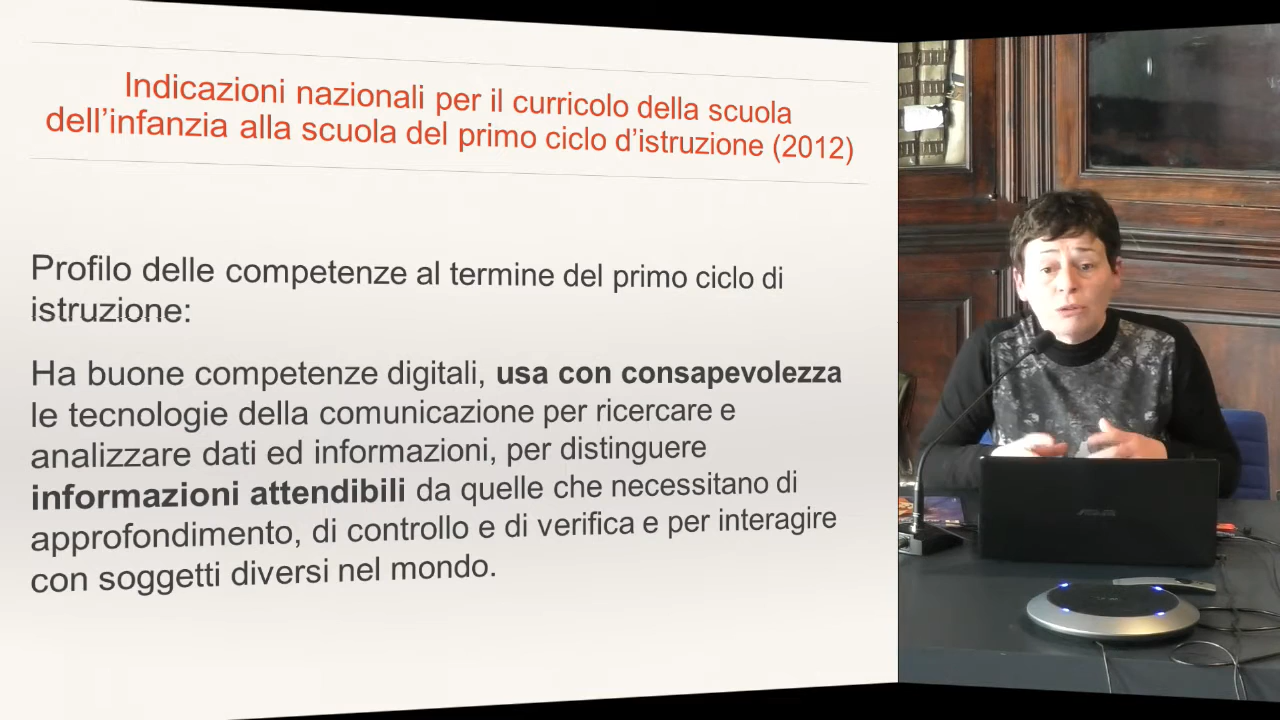 Indicazioni nazionali per il curricolo della scuola
dell’infanzia alla scuola del primo ciclo d’istruzione (2012)
Profilo delle competenze al termine del primo ciclo di
istruzione:
Ha buone competenze digitali, usa con consapevolezza
le tecnologie della comunicazione per ricercare e
analizzare dati ed informazioni, per distinguere
informazioni attendibili da quelle che necessitano di
approfondimento, di controllo e di verifica e per interagire
con soggetti diversi nel mondo.
ASUS